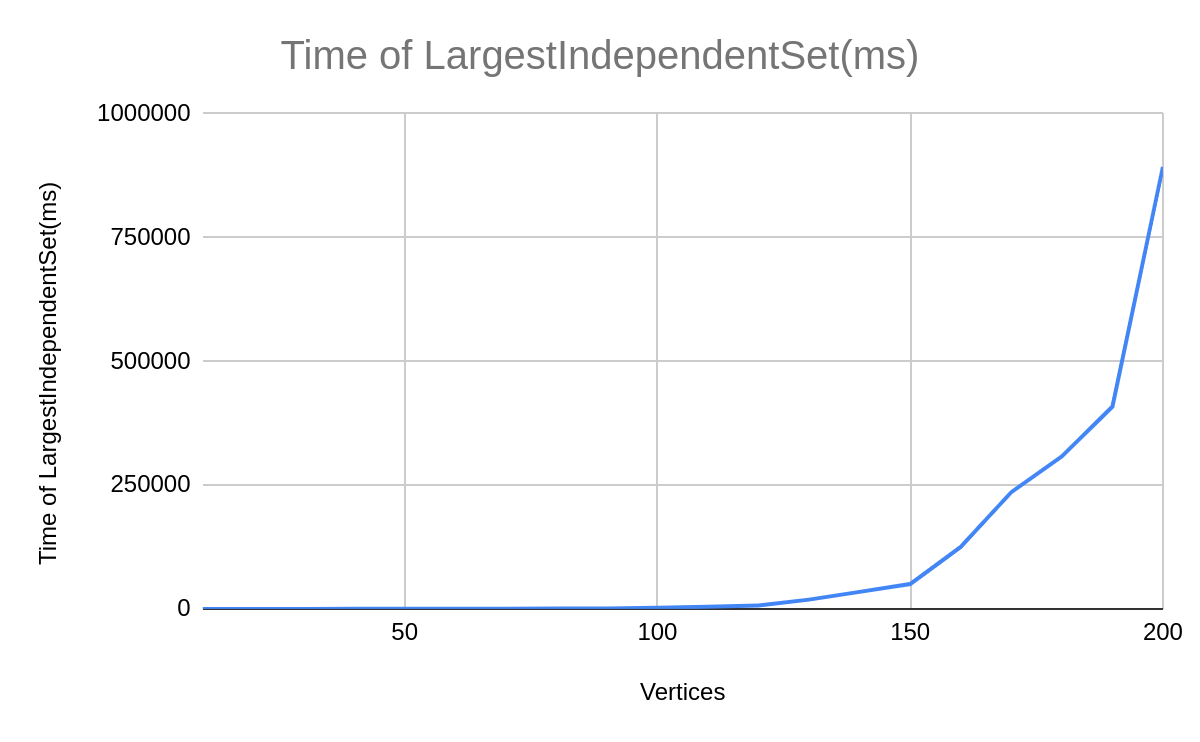 Time of LargestIndependentSet(ms)
Time of LargestIndependentSet(ms)
1000000
750000
500000
250000
0
50 100 150 200
Vertices